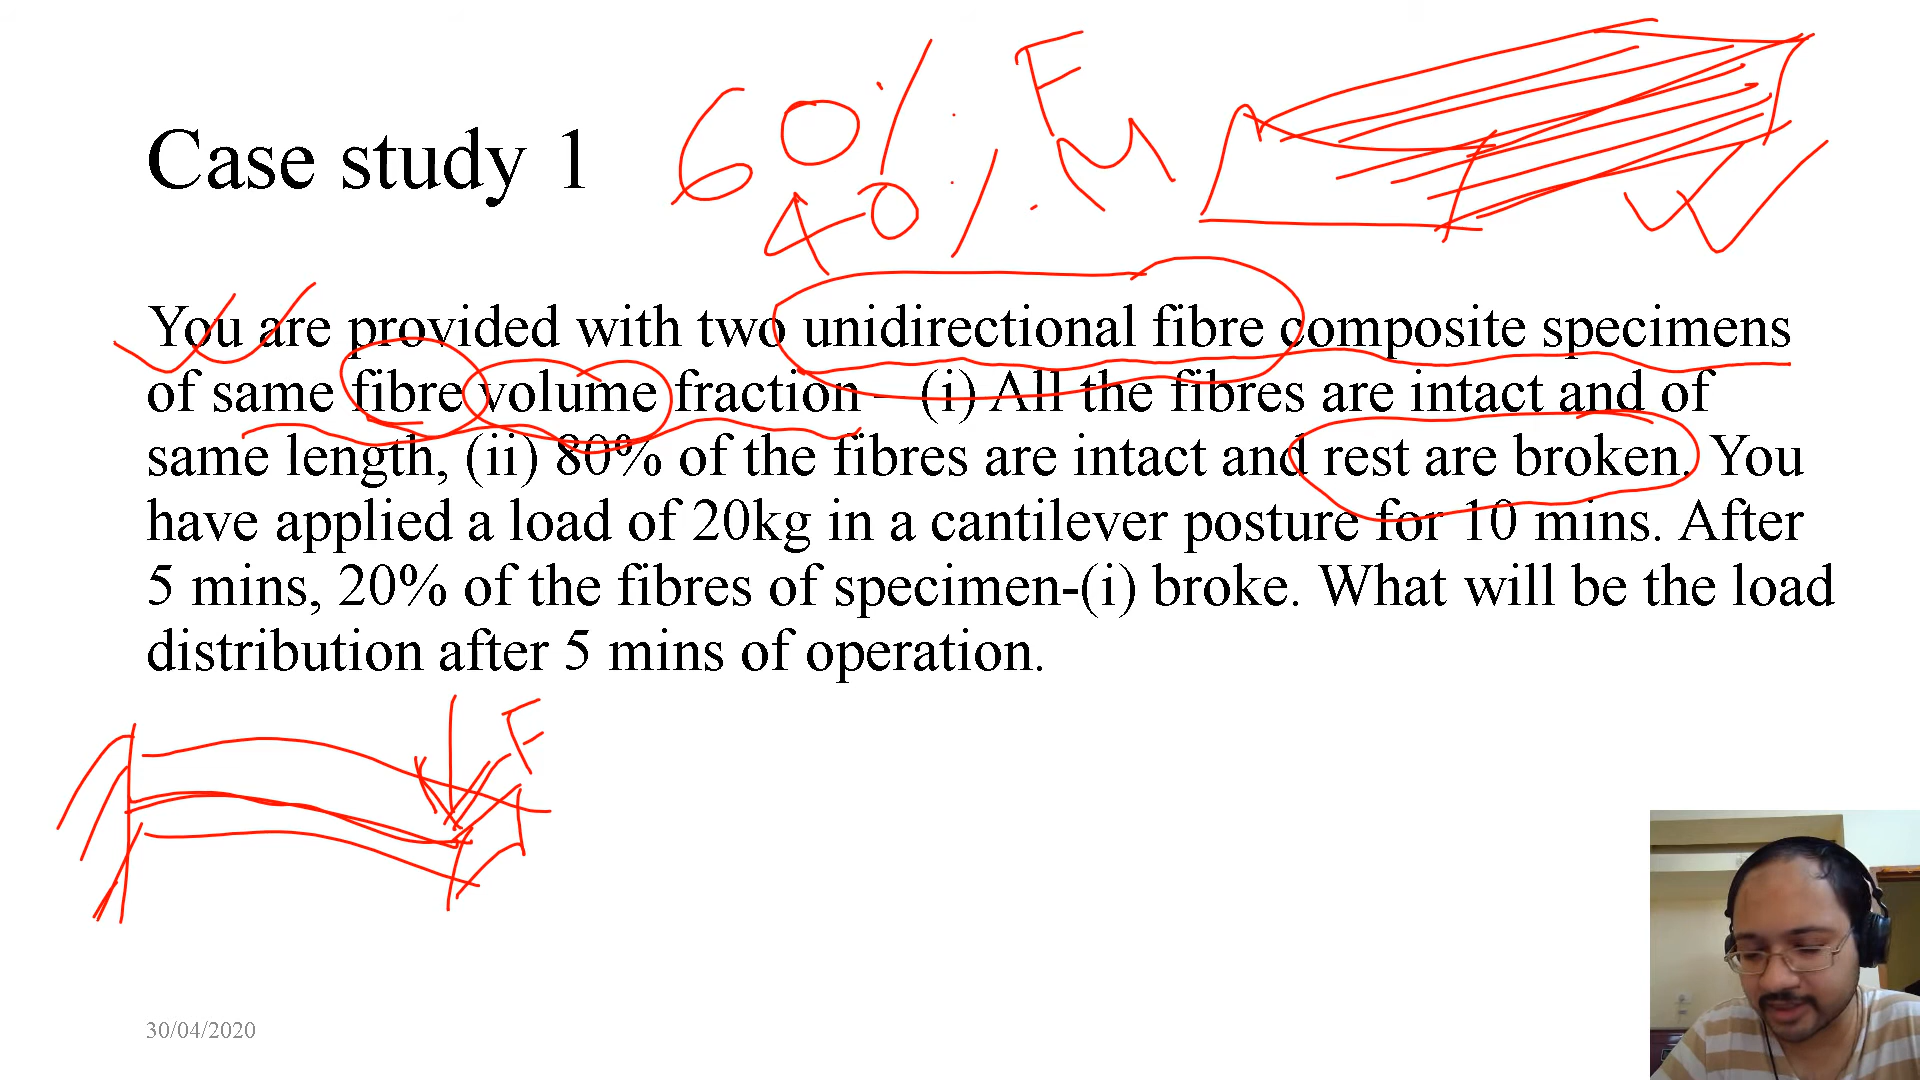 60% F
40% M
Case study 1
You are provided with two unidirectional fibre composite specimens
of same fibre volume fraction – (i) All the fibres are intact and of
same length, (ii) 80% of the fibres are intact and rest are broken. You
have applied a load of 20kg in a cantilever posture for 10 mins. After
5 mins, 20% of the fibres of specimen-(i) broke. What will be the load
distribution after 5 mins of operation.
F
30/04/2020